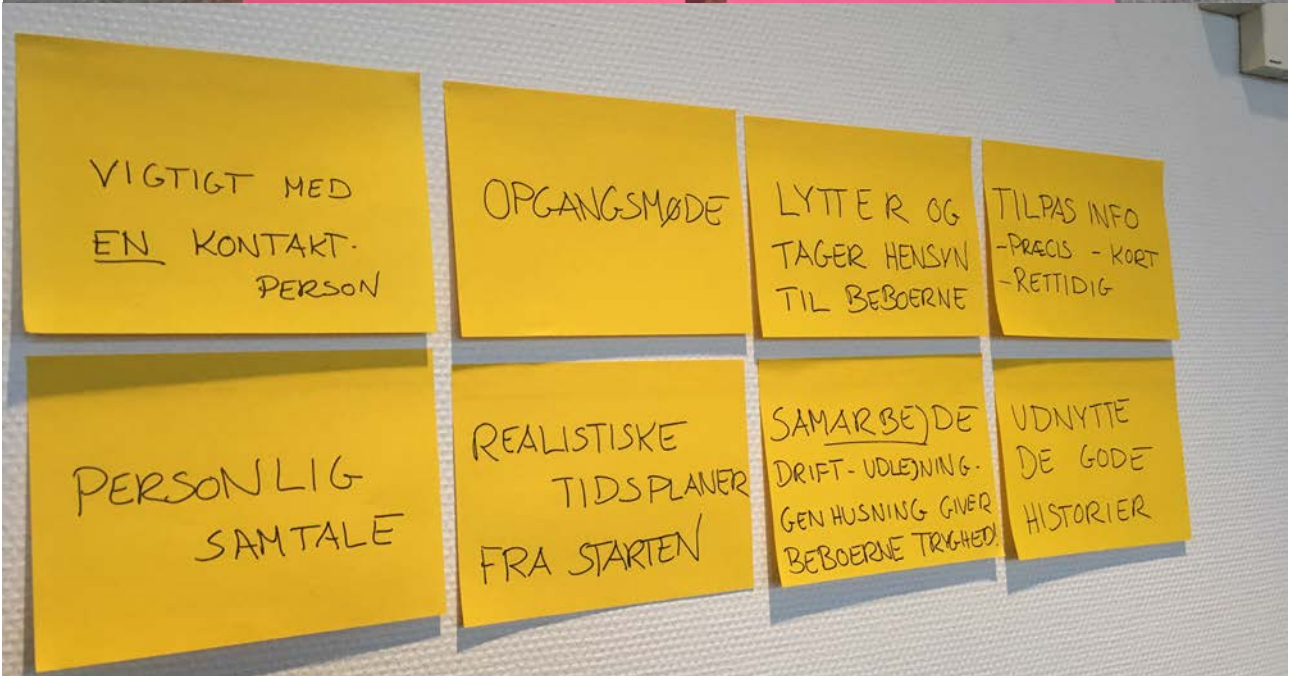 VIGTIGT MED
EN KONTAKT-
PERSON
OPGANGSMØDE
LYTTER OG
TAGER HENSYN
TIL BEBOERNE
TILPAS INFO
-PRÆCIS - KORT
-RETTIDIG
PERSONLIG
SAMTALE
REALISTISKE
TIDSPLANER
FRA STARTEN
SAMARBEJDE
DRIFT-UDLEJNING-
GENHUSNING GIVER
BEBOERNE TRYGHED!
UDNYTTE
DE GODE
HISTORIER